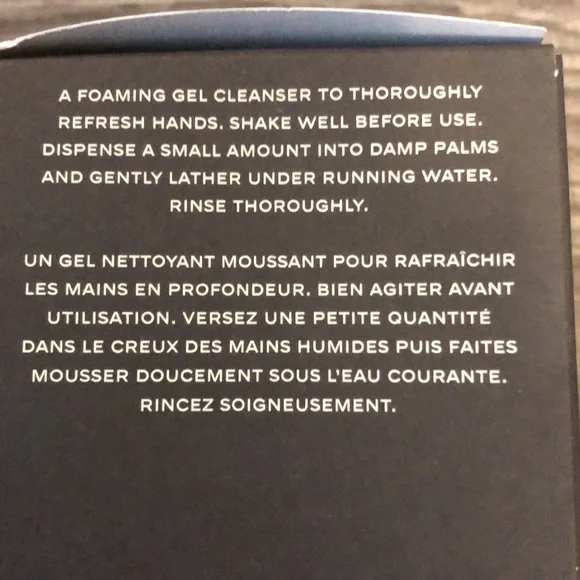 A FOAMING GEL CLEANSER TO THOROUGHLY
REFRESH HANDS. SHAKE WELL BEFORE USE.
DISPENSE A SMALL AMOUNT INTO DAMP PALMS
AND GENTLY LATHER UNDER RUNNING WATER.
RINSE THOROUGHLY.
UN GEL NETTOYANT MOUSSANT POUR RAFRAÎCHIR
LES MAINS EN PROFONDEUR. BIEN AGITER AVANT
UTILISATION. VERSEZ UNE PETITE QUANTITÉ
DANS LE CREUX DES MAINS HUMIDES PUIS FAITES
MOUSSER DOUCEMENT SOUS L'EAU COURANTE.
RINCEZ SOIGNEUSEMENT.